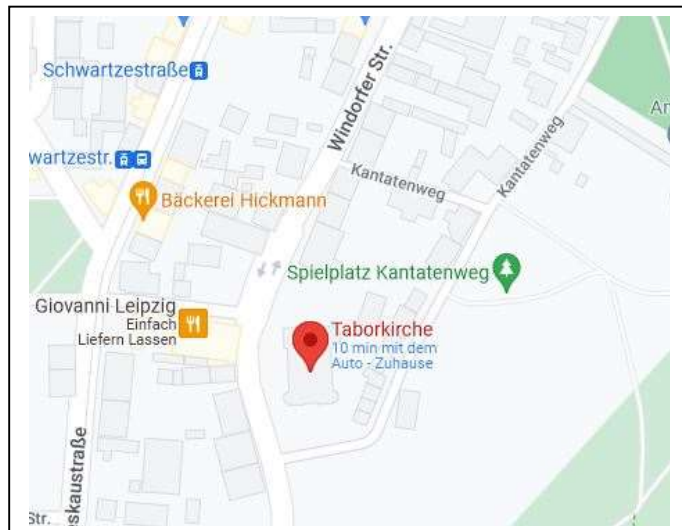 Schwartzestraße
Windorfer Str.
wartzestr.
Kantatenweg
Kantatenweg
Bäckerei Hickmann
Spielplatz Kantatenweg
Giovanni Leipzig
Einfach
Liefern Lassen
Taborkirche
10 min mit dem
Auto - Zuhause
eskaustraße
Str.